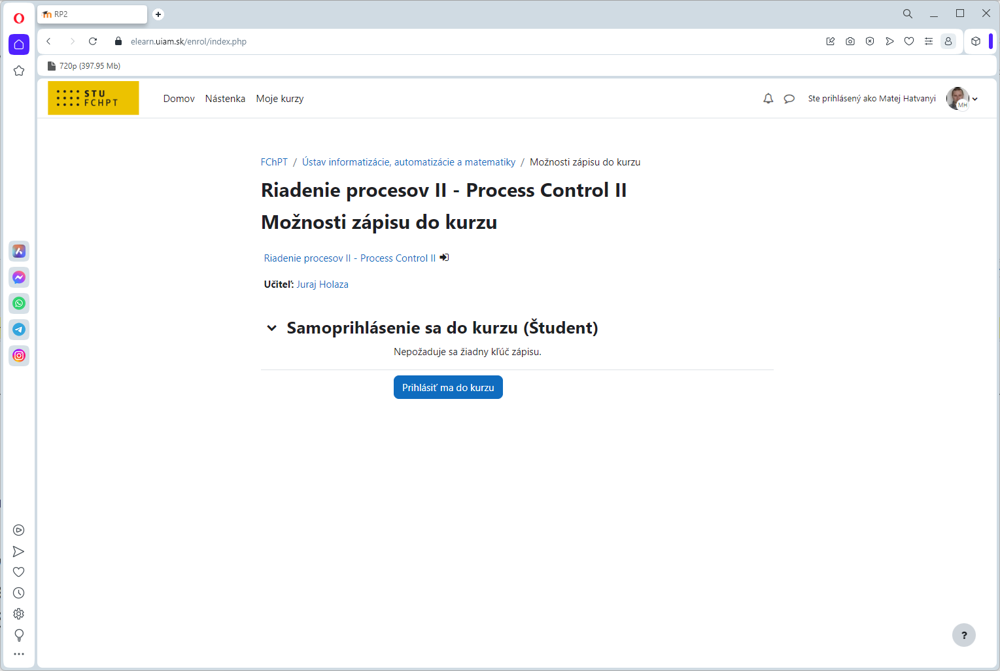 RP2
elearn.uiam.sk/enrol/index.php
720p (397.95 Mb)
STU
FCHPT
Domov Nástenka Moje kurzy
Ste prihlásený ako Matej Hatvanyi
MH
FChPT / Ústav informatizácie, automatizácie a matematiky / Možnosti zápisu do kurzu
Riadenie procesov II - Process Control II
Možnosti zápisu do kurzu
Riadenie procesov II - Process Control II
Učiteľ: Juraj Holaza
Samoprihlásenie sa do kurzu (Študent)
Nepožaduje sa žiadny kľúč zápisu.
Prihlásiť ma do kurzu
?